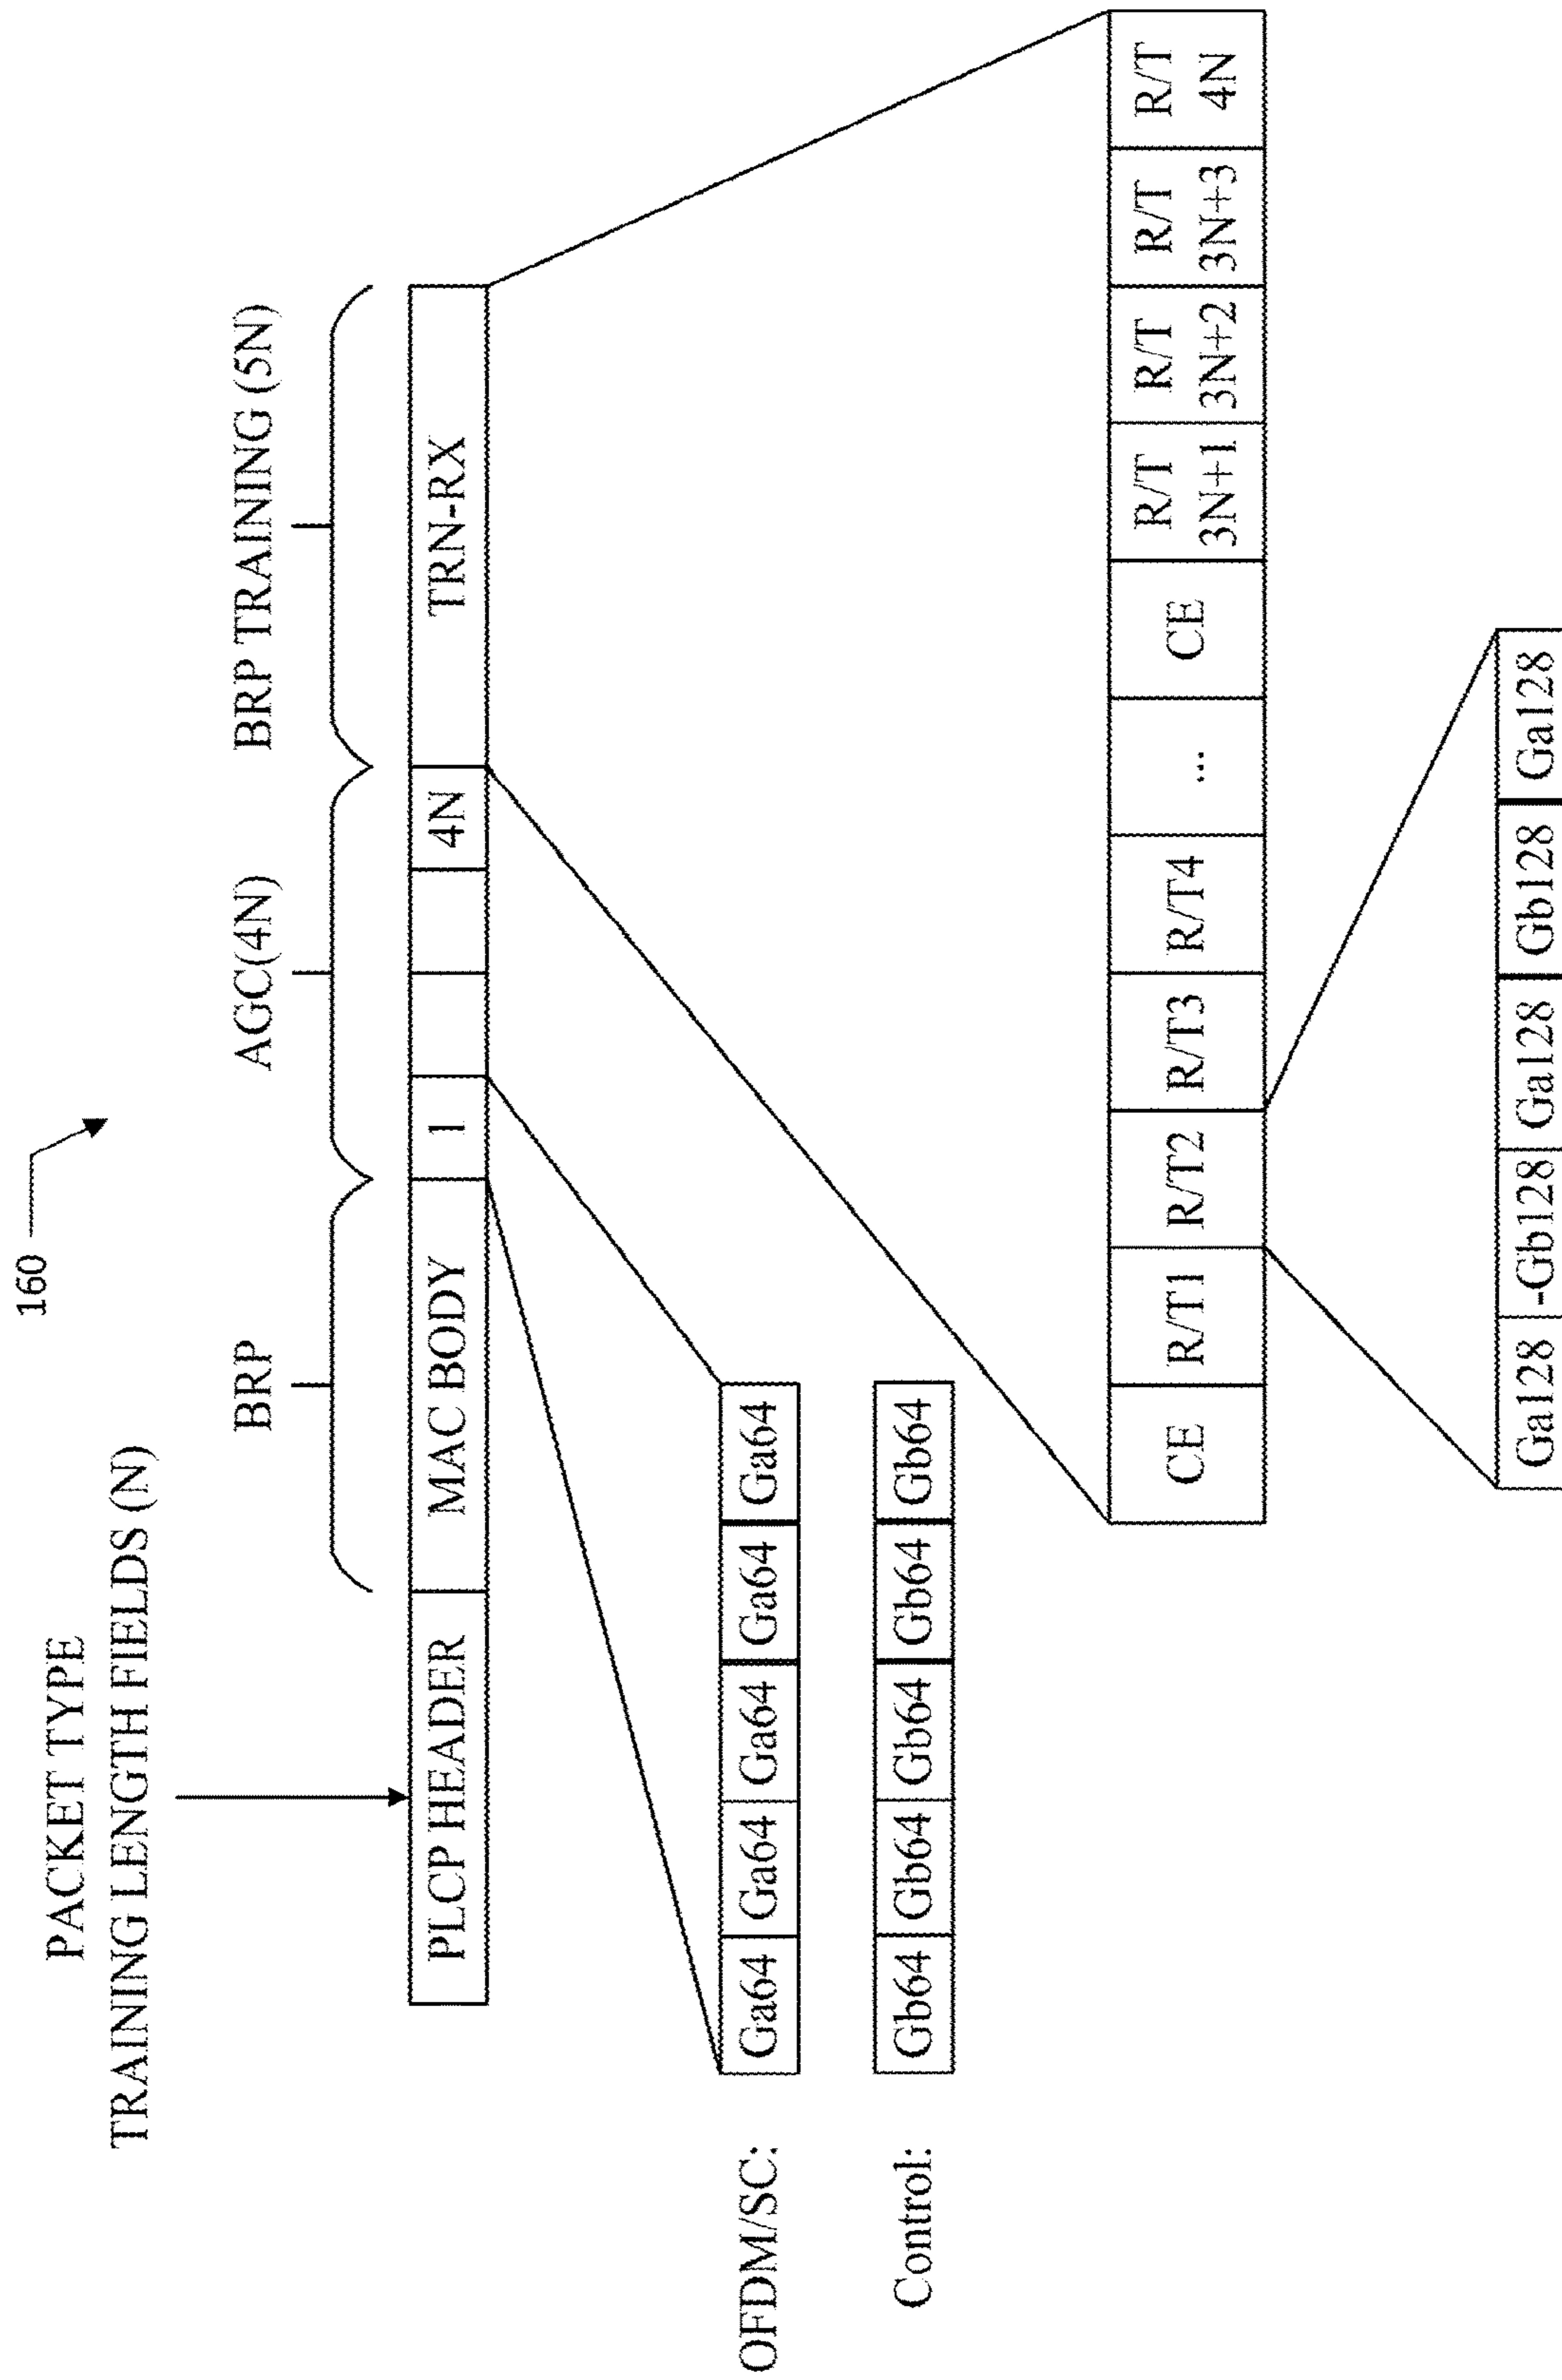 160
PACKET TYPE
TRAINING LENGTH FIELDS (N)
BRP
AGC(4N)
BRP TRAINING (5N)
PLCP HEADER MAC BODY 1 4N TRN-RX
OFDM/SC: Ga64 Ga64 Ga64 Ga64 Ga64
Control: Gb64 Gb64 Gb64 Gb64 Gb64
CE R/T1 R/T2 R/T3 R/T4 ... CE R/T 3N+1 R/T 3N+2 R/T 3N+3 R/T 4N
Ga128 -Gb128 Ga128 Gb128 Ga128